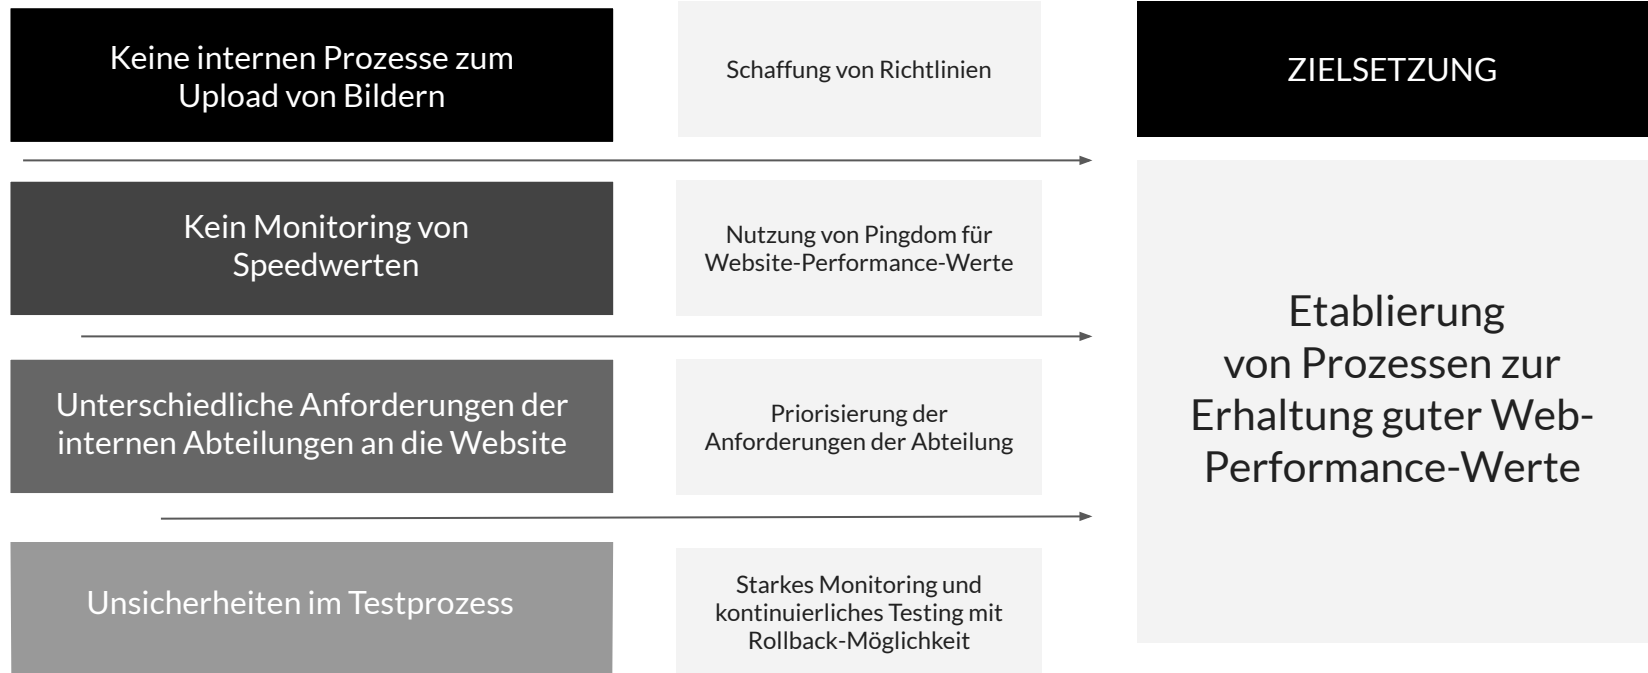 Keine internen Prozesse zum
Upload von Bildern
Schaffung von Richtlinien
ZIELSETZUNG
Kein Monitoring von
Speedwerten
Nutzung von Pingdom für
Website-Performance-Werte
Unterschiedliche Anforderungen der
internen Abteilungen an die Website
Priorisierung der
Anforderungen der Abteilung
Unsicherheiten im Testprozess
Starkes Monitoring und
kontinuierliches Testing mit
Rollback-Möglichkeit
Etablierung
von Prozessen zur
Erhaltung guter Web-
Performance-Werte